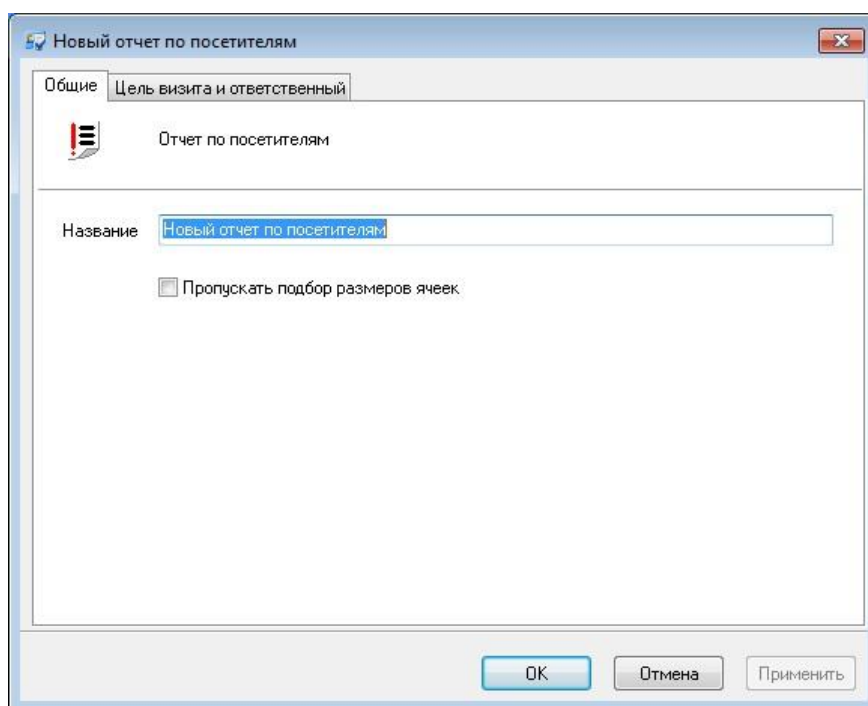 Новый отчет по посетителям
Общие Цель визита и ответственный
Отчет по посетителям
Название Новый отчет по посетителям
Пропускать подбор размеров ячеек
OK Отмена Применить